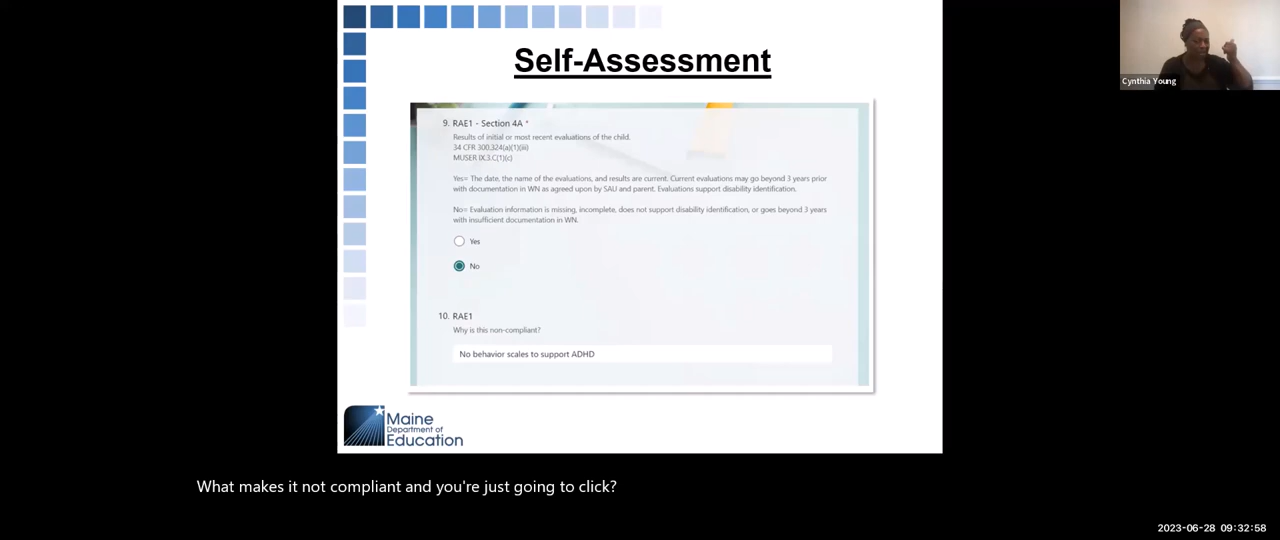 Self-Assessment
Cynthia Young
9. RAE1 - Section 4A *
Results of initial or most recent evaluations of the child.
34 CFR 300.324(a)(1)(iii)
MUSER IX.3.C(1)(c)
Yes= The date, the name of the evaluations, and results are current. Current evaluations may go beyond 3 years prior
with documentation in WN as agreed upon by SAU and parent. Evaluations support disability identification.
No= Evaluation information is missing, incomplete, does not support disability identification, or goes beyond 3 years
with insufficient documentation in WN.
Yes
No
10. RAE1
Why is this non-compliant?
No behavior scales to support ADHD
Maine
Department of
Education
What makes it not compliant and you're just going to click?
2023-06-28 09:32:58